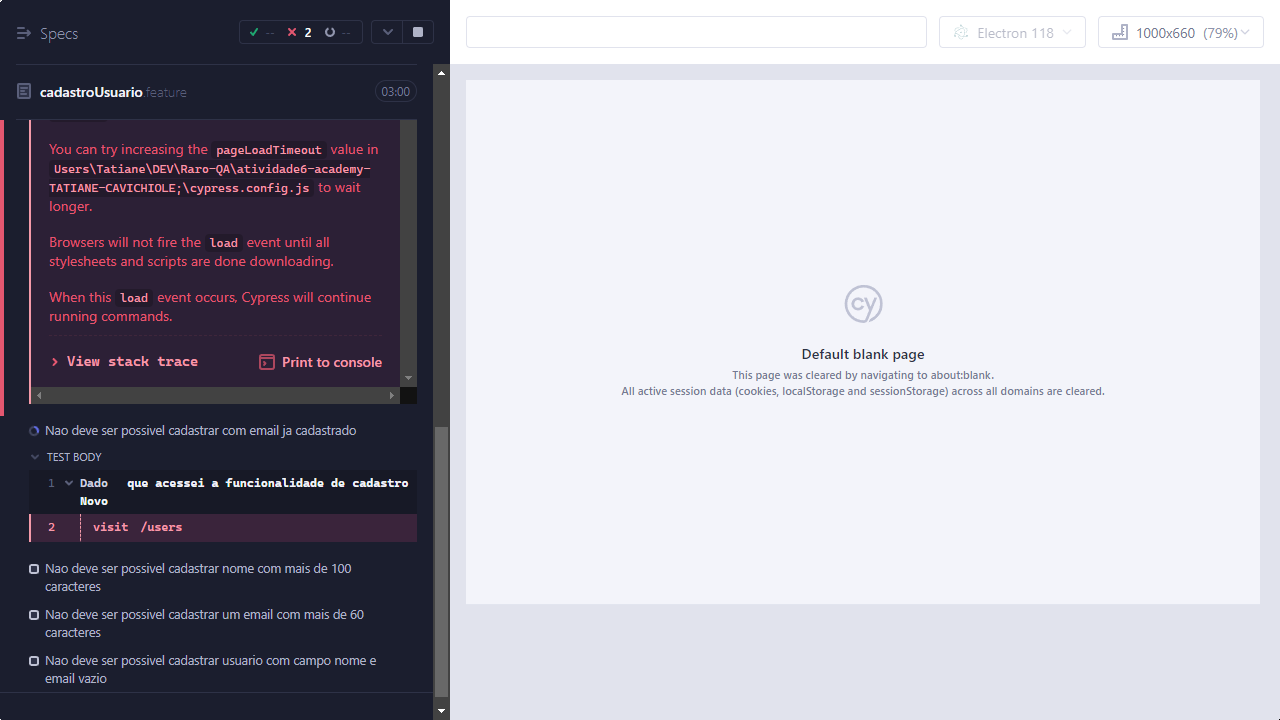 Specs
-- 2 --
Electron 118
1000x660 (79%)
cadastroUsuario.feature
03:00
You can try increasing the pageLoadTimeout value in
Users\Tatiane\DEV\Raro-QA\atividade6-academy-
TATIANE-CAVICHIOLE;\cypress.config.js to wait
longer.
Browsers will not fire the load event until all
stylesheets and scripts are done downloading.
When this load event occurs, Cypress will continue
running commands.
View stack trace
Print to console
Nao deve ser possivel cadastrar com email ja cadastrado
TEST BODY
1 Dado que acessei a funcionalidade de cadastro
Novo
2 visit /users
Nao deve ser possivel cadastrar nome com mais de 100
caracteres
Nao deve ser possivel cadastrar um email com mais de 60
caracteres
Nao deve ser possivel cadastrar usuario com campo nome e
email vazio
cy
Default blank page
This page was cleared by navigating to about:blank.
All active session data (cookies, localStorage and sessionStorage) across all domains are cleared.